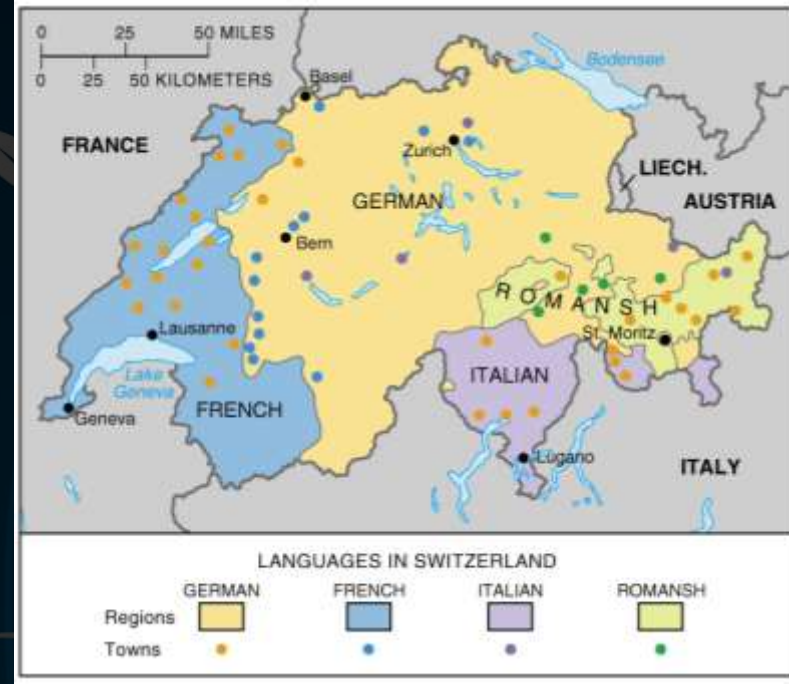 0 25 50 MILES
0 25 50 KILOMETERS
Basel
Bodensee
FRANCE
Zurich
LIECH.
GERMAN
AUSTRIA
Bern
ROMANSH
Lausanne
St. Moritz
ITALIAN
Lake
Geneva
FRENCH
Geneva
Lugano
ITALY
LANGUAGES IN SWITZERLAND
GERMAN FRENCH ITALIAN ROMANSH
Regions
Towns